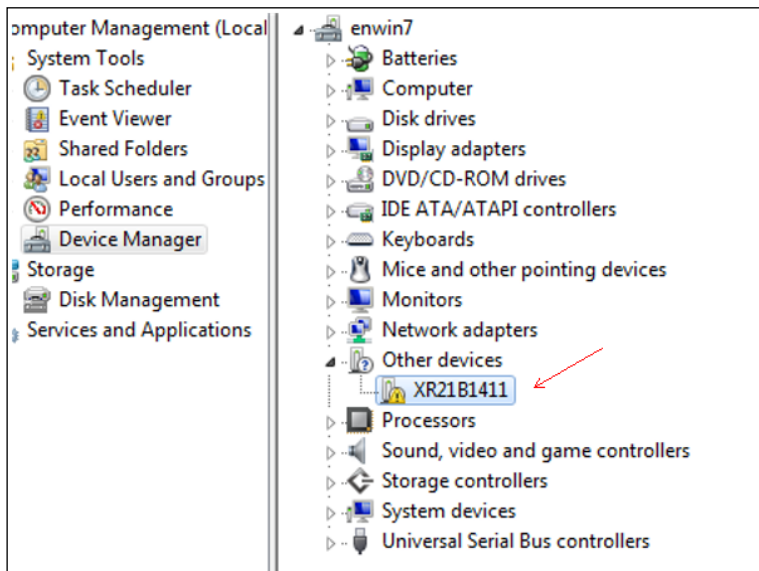 omputer Management (Local
System Tools
Task Scheduler
Event Viewer
Shared Folders
Local Users and Groups
Performance
Device Manager
Storage
Disk Management
Services and Applications
enwin7
Batteries
Computer
Disk drives
Display adapters
DVD/CD-ROM drives
IDE ATA/ATAPI controllers
Keyboards
Mice and other pointing devices
Monitors
Network adapters
Other devices
XR21B1411
Processors
Sound, video and game controllers
Storage controllers
System devices
Universal Serial Bus controllers